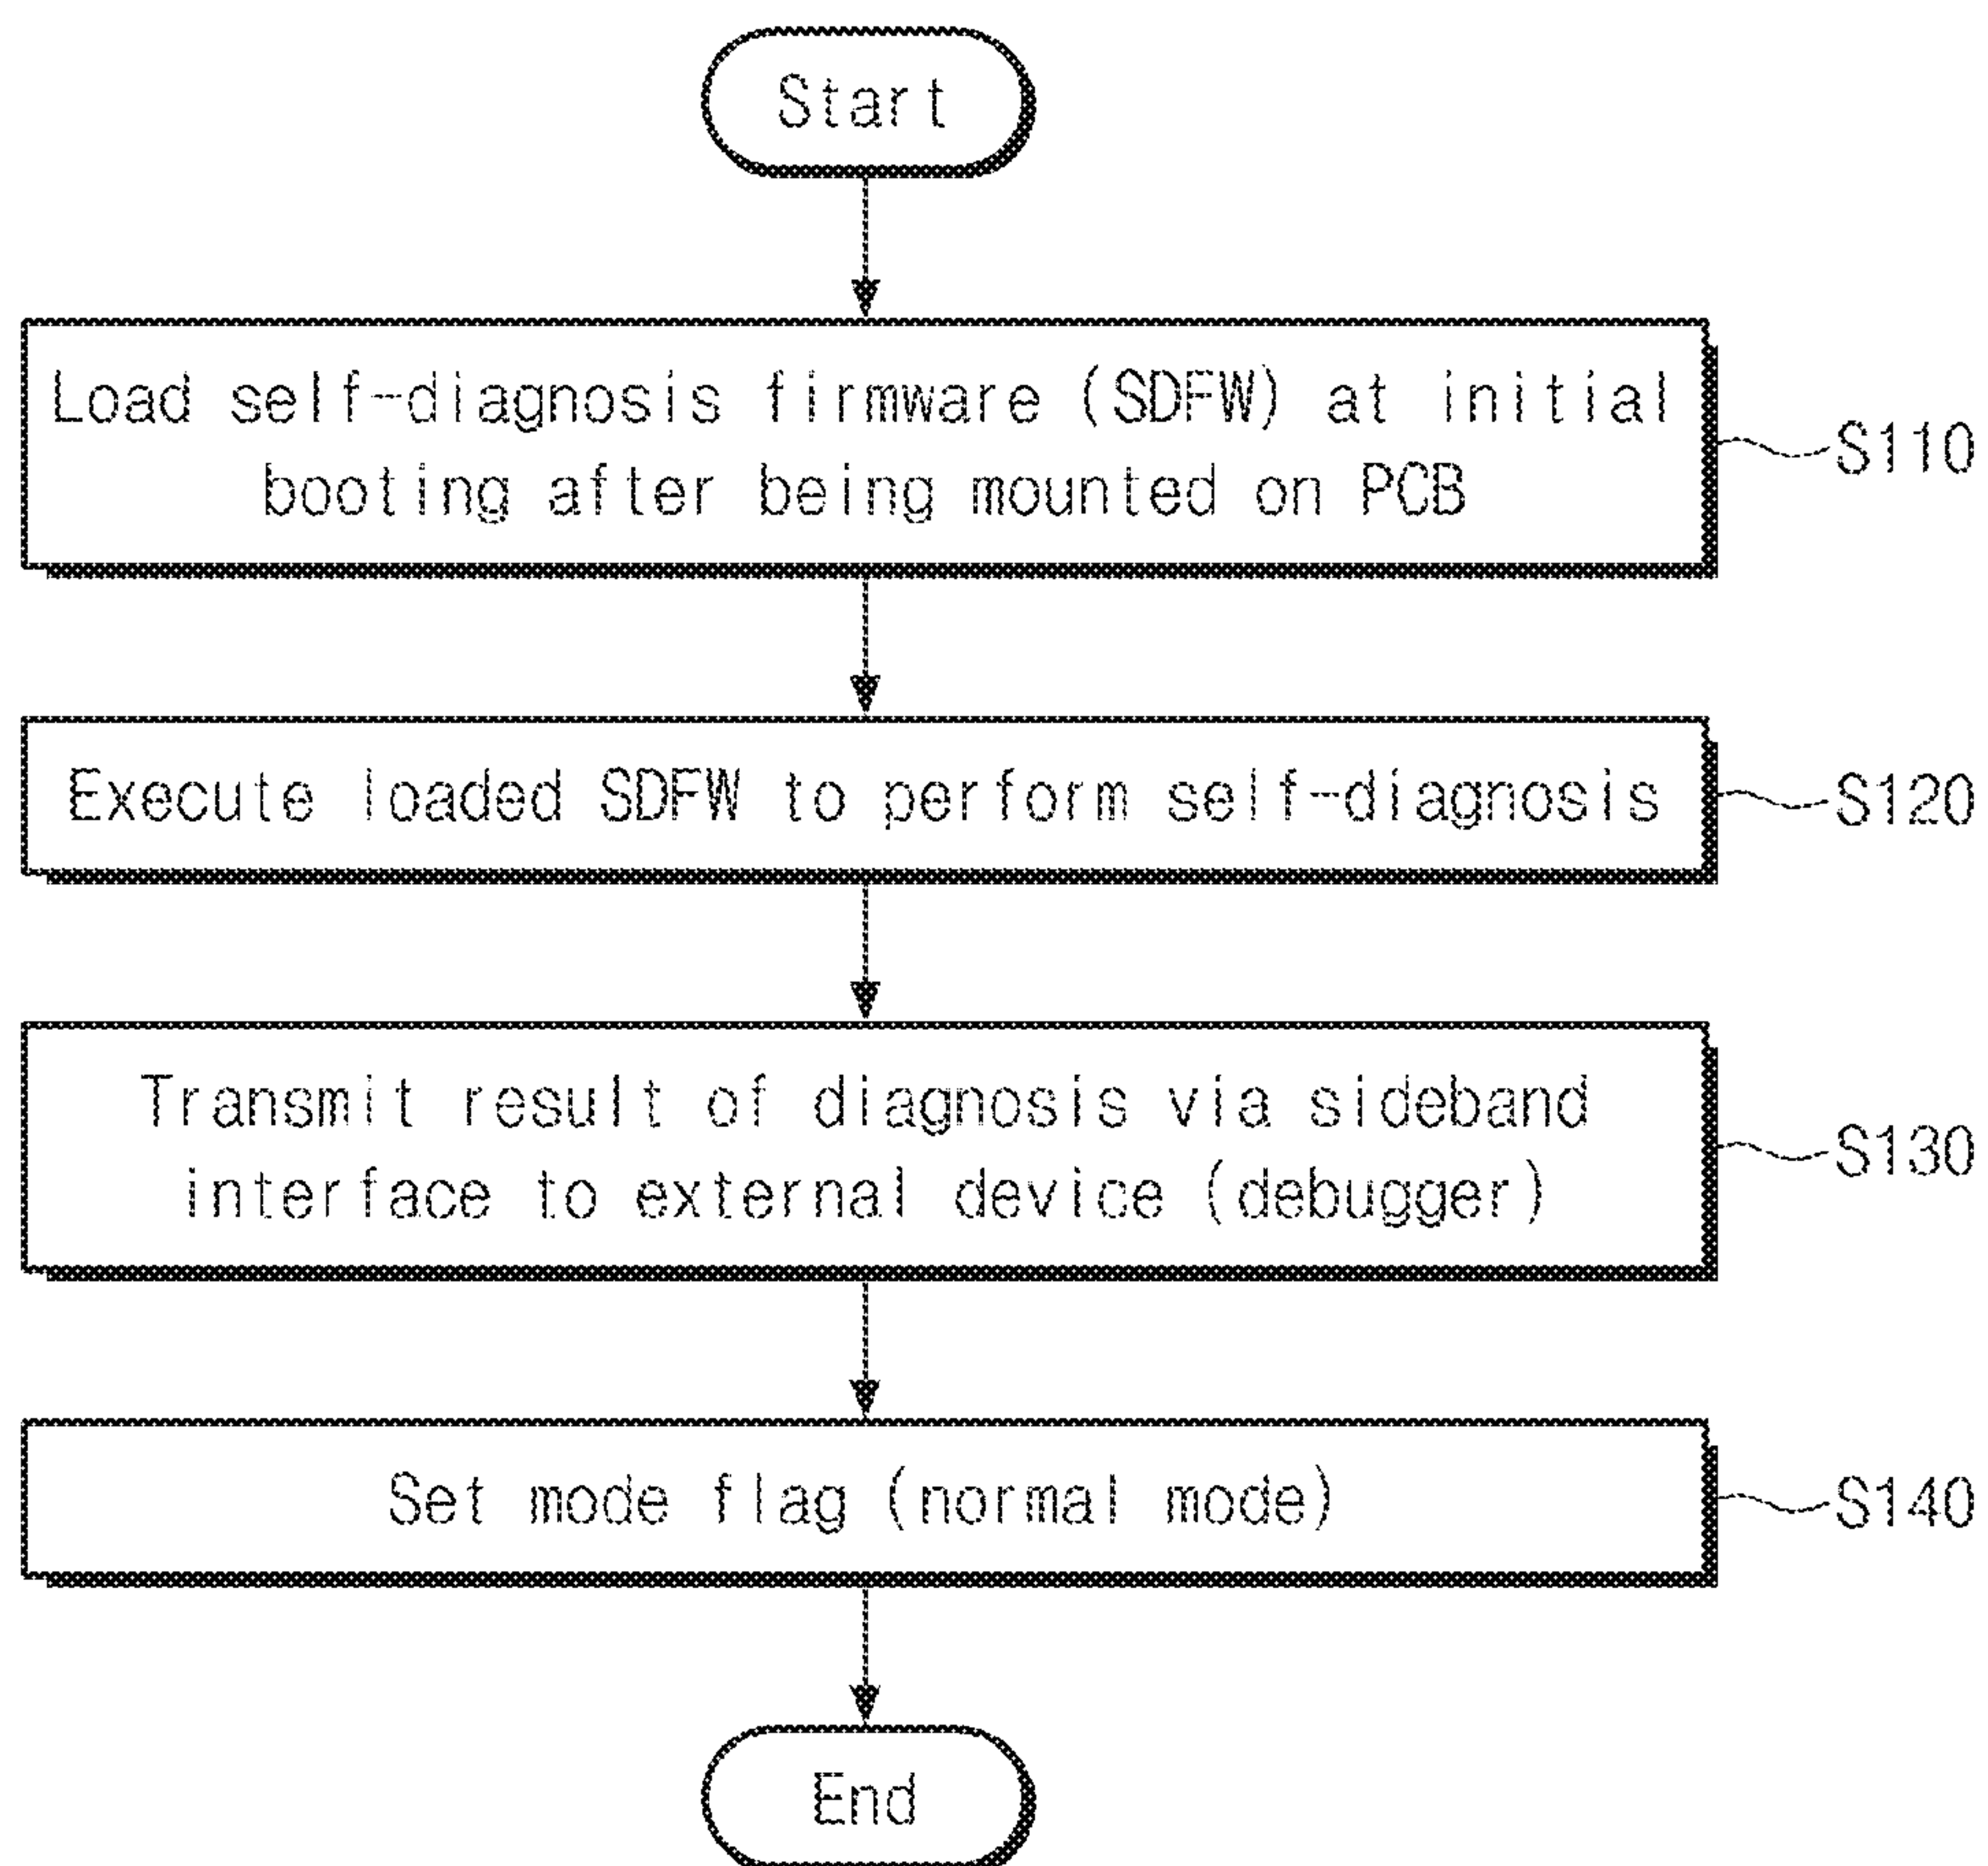 Start
Load self-diagnosis firmware (SDFW) at initial
booting after being mounted on PCB
S110
Execute loaded SDFW to perform self-diagnosis
S120
Transmit result of diagnosis via sideband
interface to external device (debugger)
S130
Set mode flag (normal mode)
S140
End